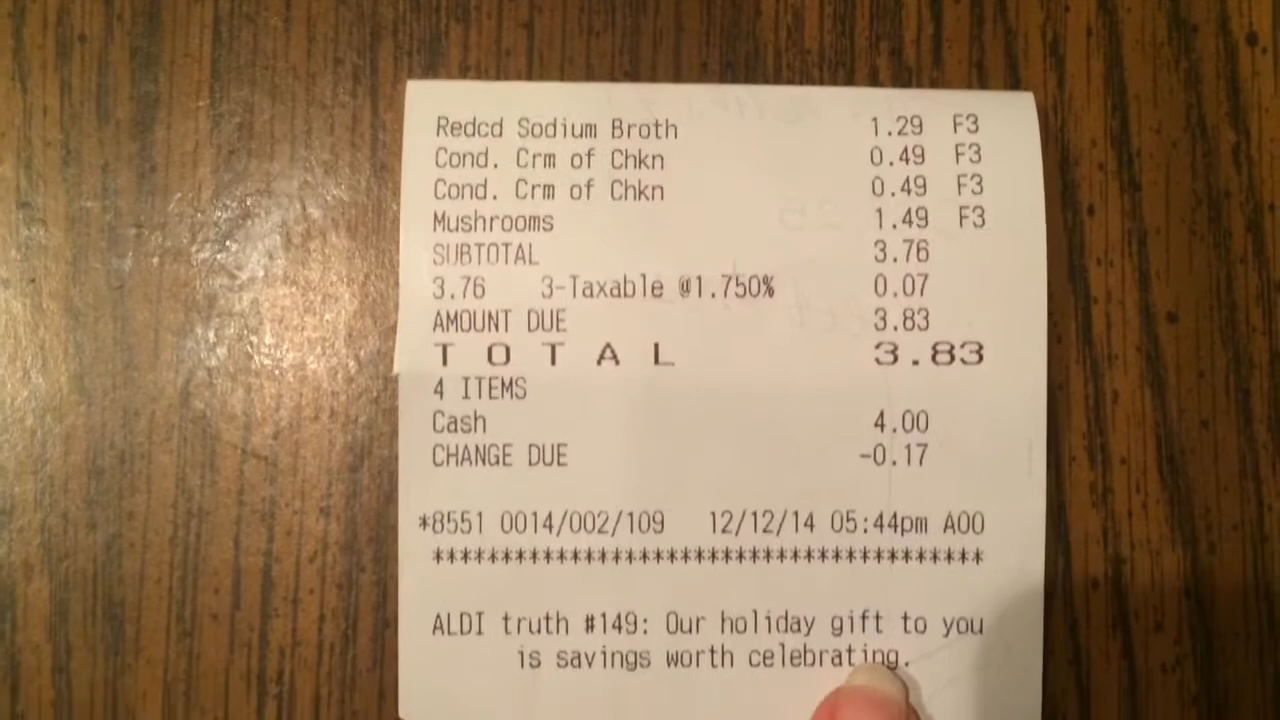 Redcd Sodium Broth 1.29 F3
Cond. Crm of Chkn 0.49 F3
Cond. Crm of Chkn 0.49 F3
Mushrooms 1.49 F3
SUBTOTAL 3.76
3.76 3-Taxable @1.750% 0.07
AMOUNT DUE 3.83
TOTAL 3.83
4 ITEMS
Cash 4.00
CHANGE DUE -0.17
*8551 0014/002/109 12/12/14 05:44pm A00
****************************************
ALDI truth #149: Our holiday gift to you
is savings worth celebrating.